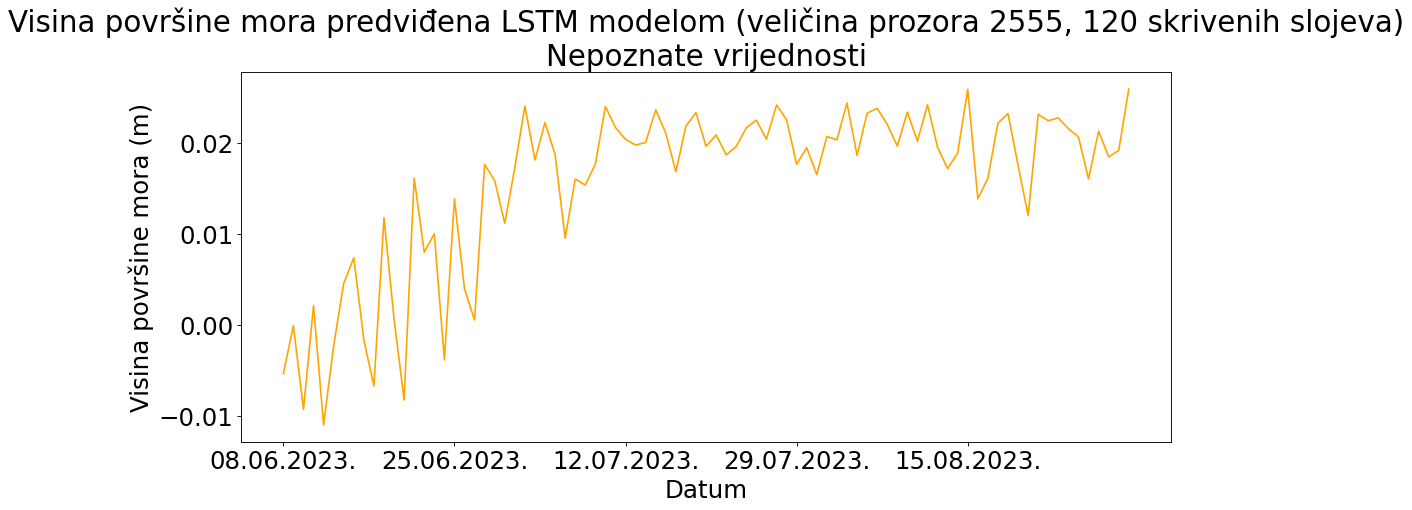 Visina površine mora predviđena LSTM modelom (veličina prozora 2555, 120 skrivenih slojeva)
Nepoznate vrijednosti
Visina površine mora (m)
0.02
0.01
0.00
−0.01
08.06.2023. 25.06.2023. 12.07.2023. 29.07.2023. 15.08.2023.
Datum